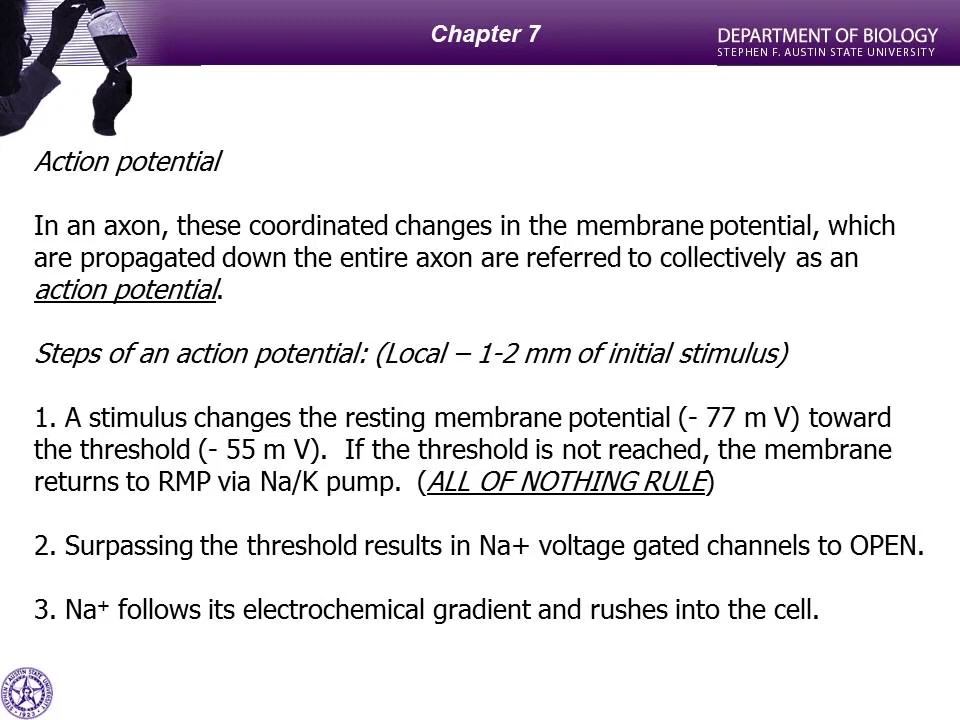 Chapter 7
DEPARTMENT OF BIOLOGY
STEPHEN F. AUSTIN STATE UNIVERSITY
Action potential
In an axon, these coordinated changes in the membrane potential, which
are propagated down the entire axon are referred to collectively as an
action potential.
Steps of an action potential: (Local – 1-2 mm of initial stimulus)
1. A stimulus changes the resting membrane potential (- 77 m V) toward
the threshold (- 55 m V). If the threshold is not reached, the membrane
returns to RMP via Na/K pump. (ALL OF NOTHING RULE)
2. Surpassing the threshold results in Na+ voltage gated channels to OPEN.
3. Na⁺ follows its electrochemical gradient and rushes into the cell.
STEPHEN F. AUSTIN STATE UNIVERSITY
1923